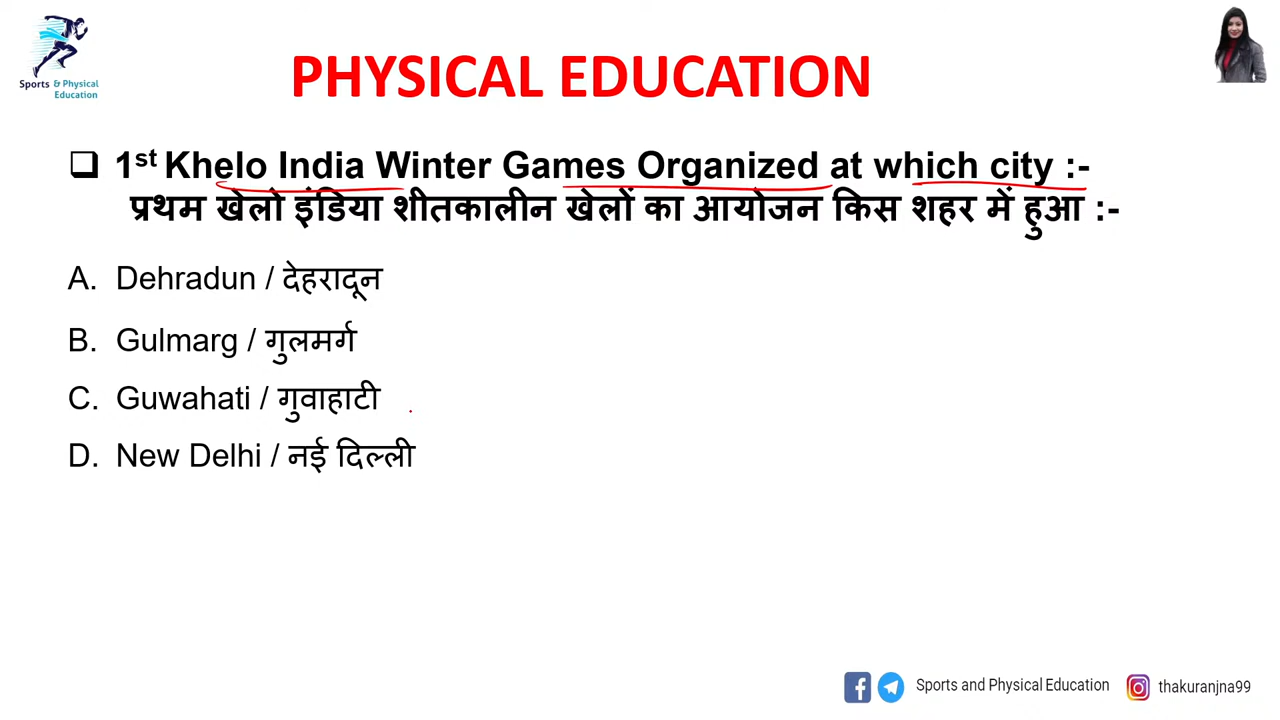 Sports & Physical
Education
PHYSICAL EDUCATION
❑ 1st Khelo India Winter Games Organized at which city :-
प्रथम खेलो इंडिया शीतकालीन खेलों का आयोजन किस शहर में हुआ :-
A. Dehradun / देहरादून
B. Gulmarg / गुलमर्ग
C. Guwahati / गुवाहाटी
D. New Delhi / नई दिल्ली
Sports and Physical Education thakuranjna99